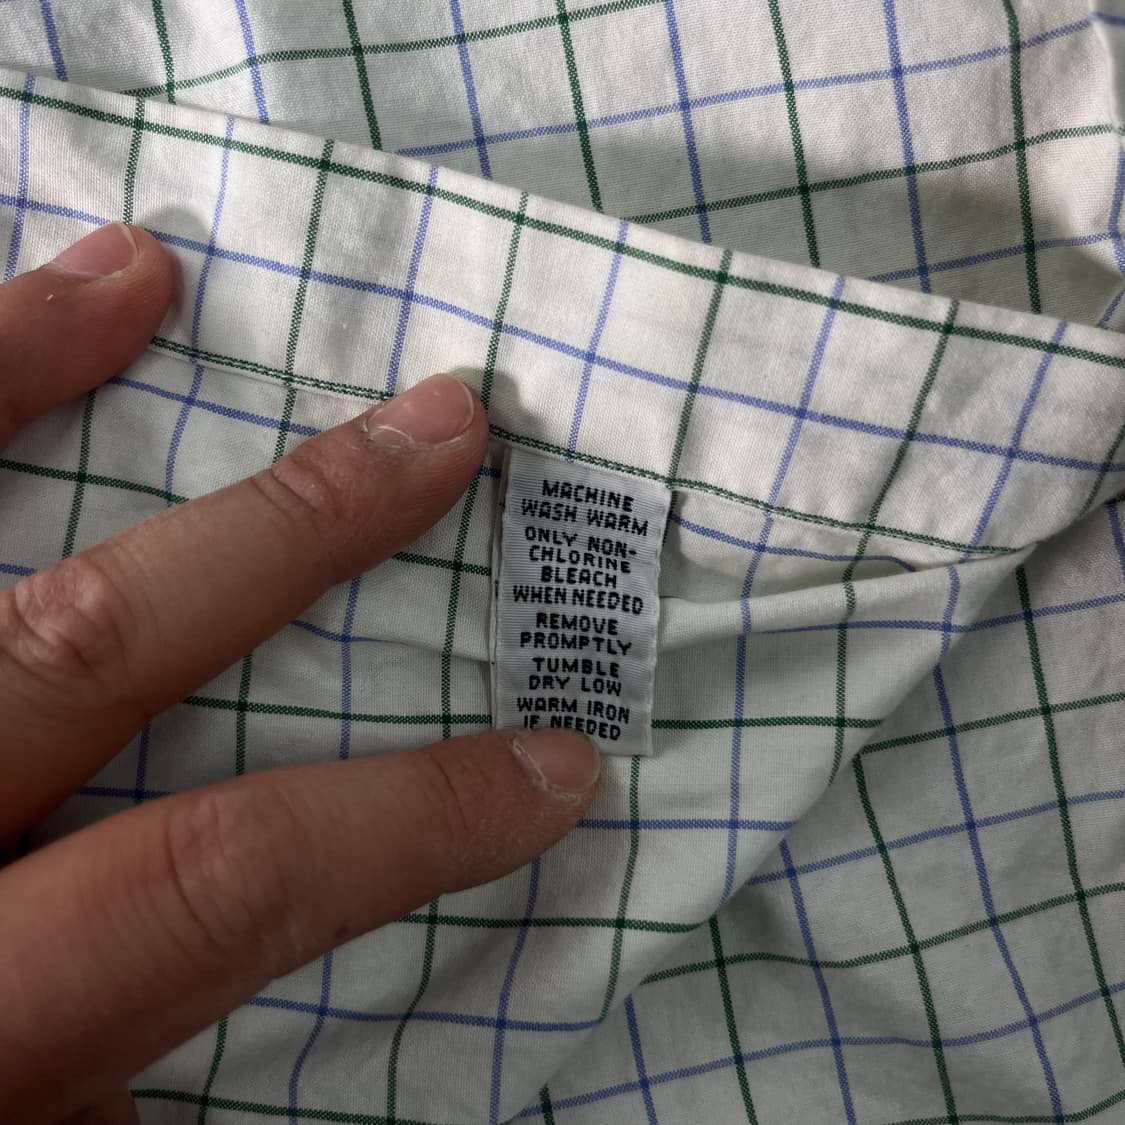 MACHINE
WASH WARM
ONLY NON-
CHLORINE
BLEACH
WHEN NEEDED
REMOVE
PROMPTLY
TUMBLE
DRY LOW
WARM IRON
IF NEEDED